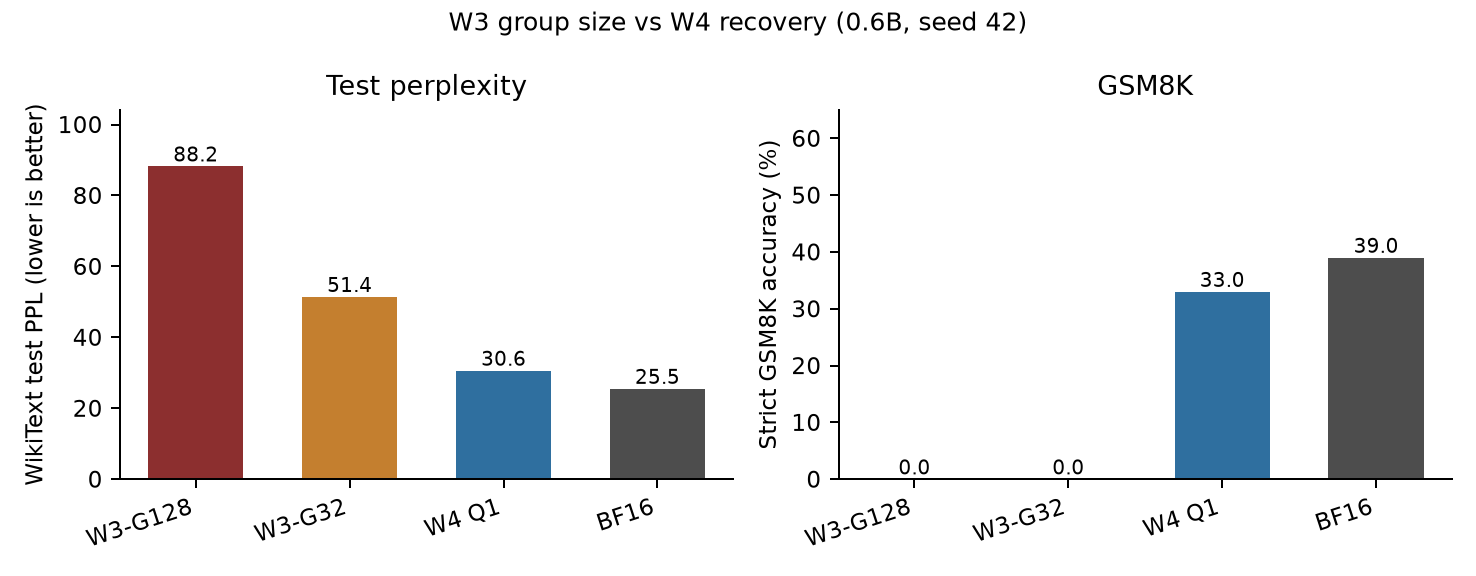 W3 group size vs W4 recovery (0.6B, seed 42)
Test perplexity
WikiText test PPL (lower is better)
100
80
60
40
20
0
88.2
51.4
30.6
25.5
W3-G128
W3-G32
W4 Q1
BF16
GSM8K
Strict GSM8K accuracy (%)
60
50
40
30
20
10
0
0.0
0.0
33.0
39.0
W3-G128
W3-G32
W4 Q1
BF16